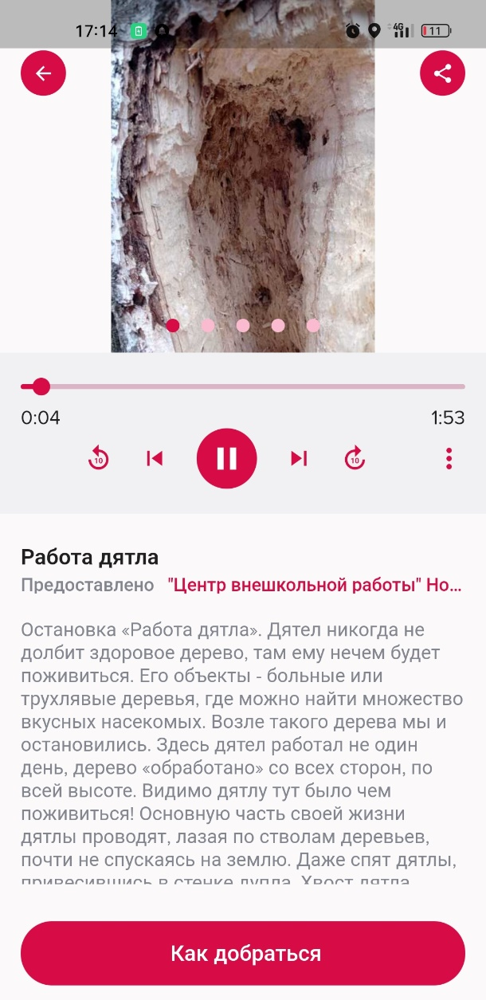 17:14
4G
11
0:04
1:53
10
10
Работа дятла
Предоставлено "Центр внешкольной работы" Но...
Остановка «Работа дятла». Дятел никогда не
долбит здоровое дерево, там ему нечем будет
поживиться. Его объекты - больные или
трухлявые деревья, где можно найти множество
вкусных насекомых. Возле такого дерева мы и
остановились. Здесь дятел работал не один
день, дерево «обработано» со всех сторон, по
всей высоте. Видимо дятлу тут было чем
поживиться! Основную часть своей жизни
дятлы проводят, лазая по стволам деревьев,
почти не спускаясь на землю. Даже спят дятлы,
привесившись в стенке дупла. Хвост дятла
Как добраться